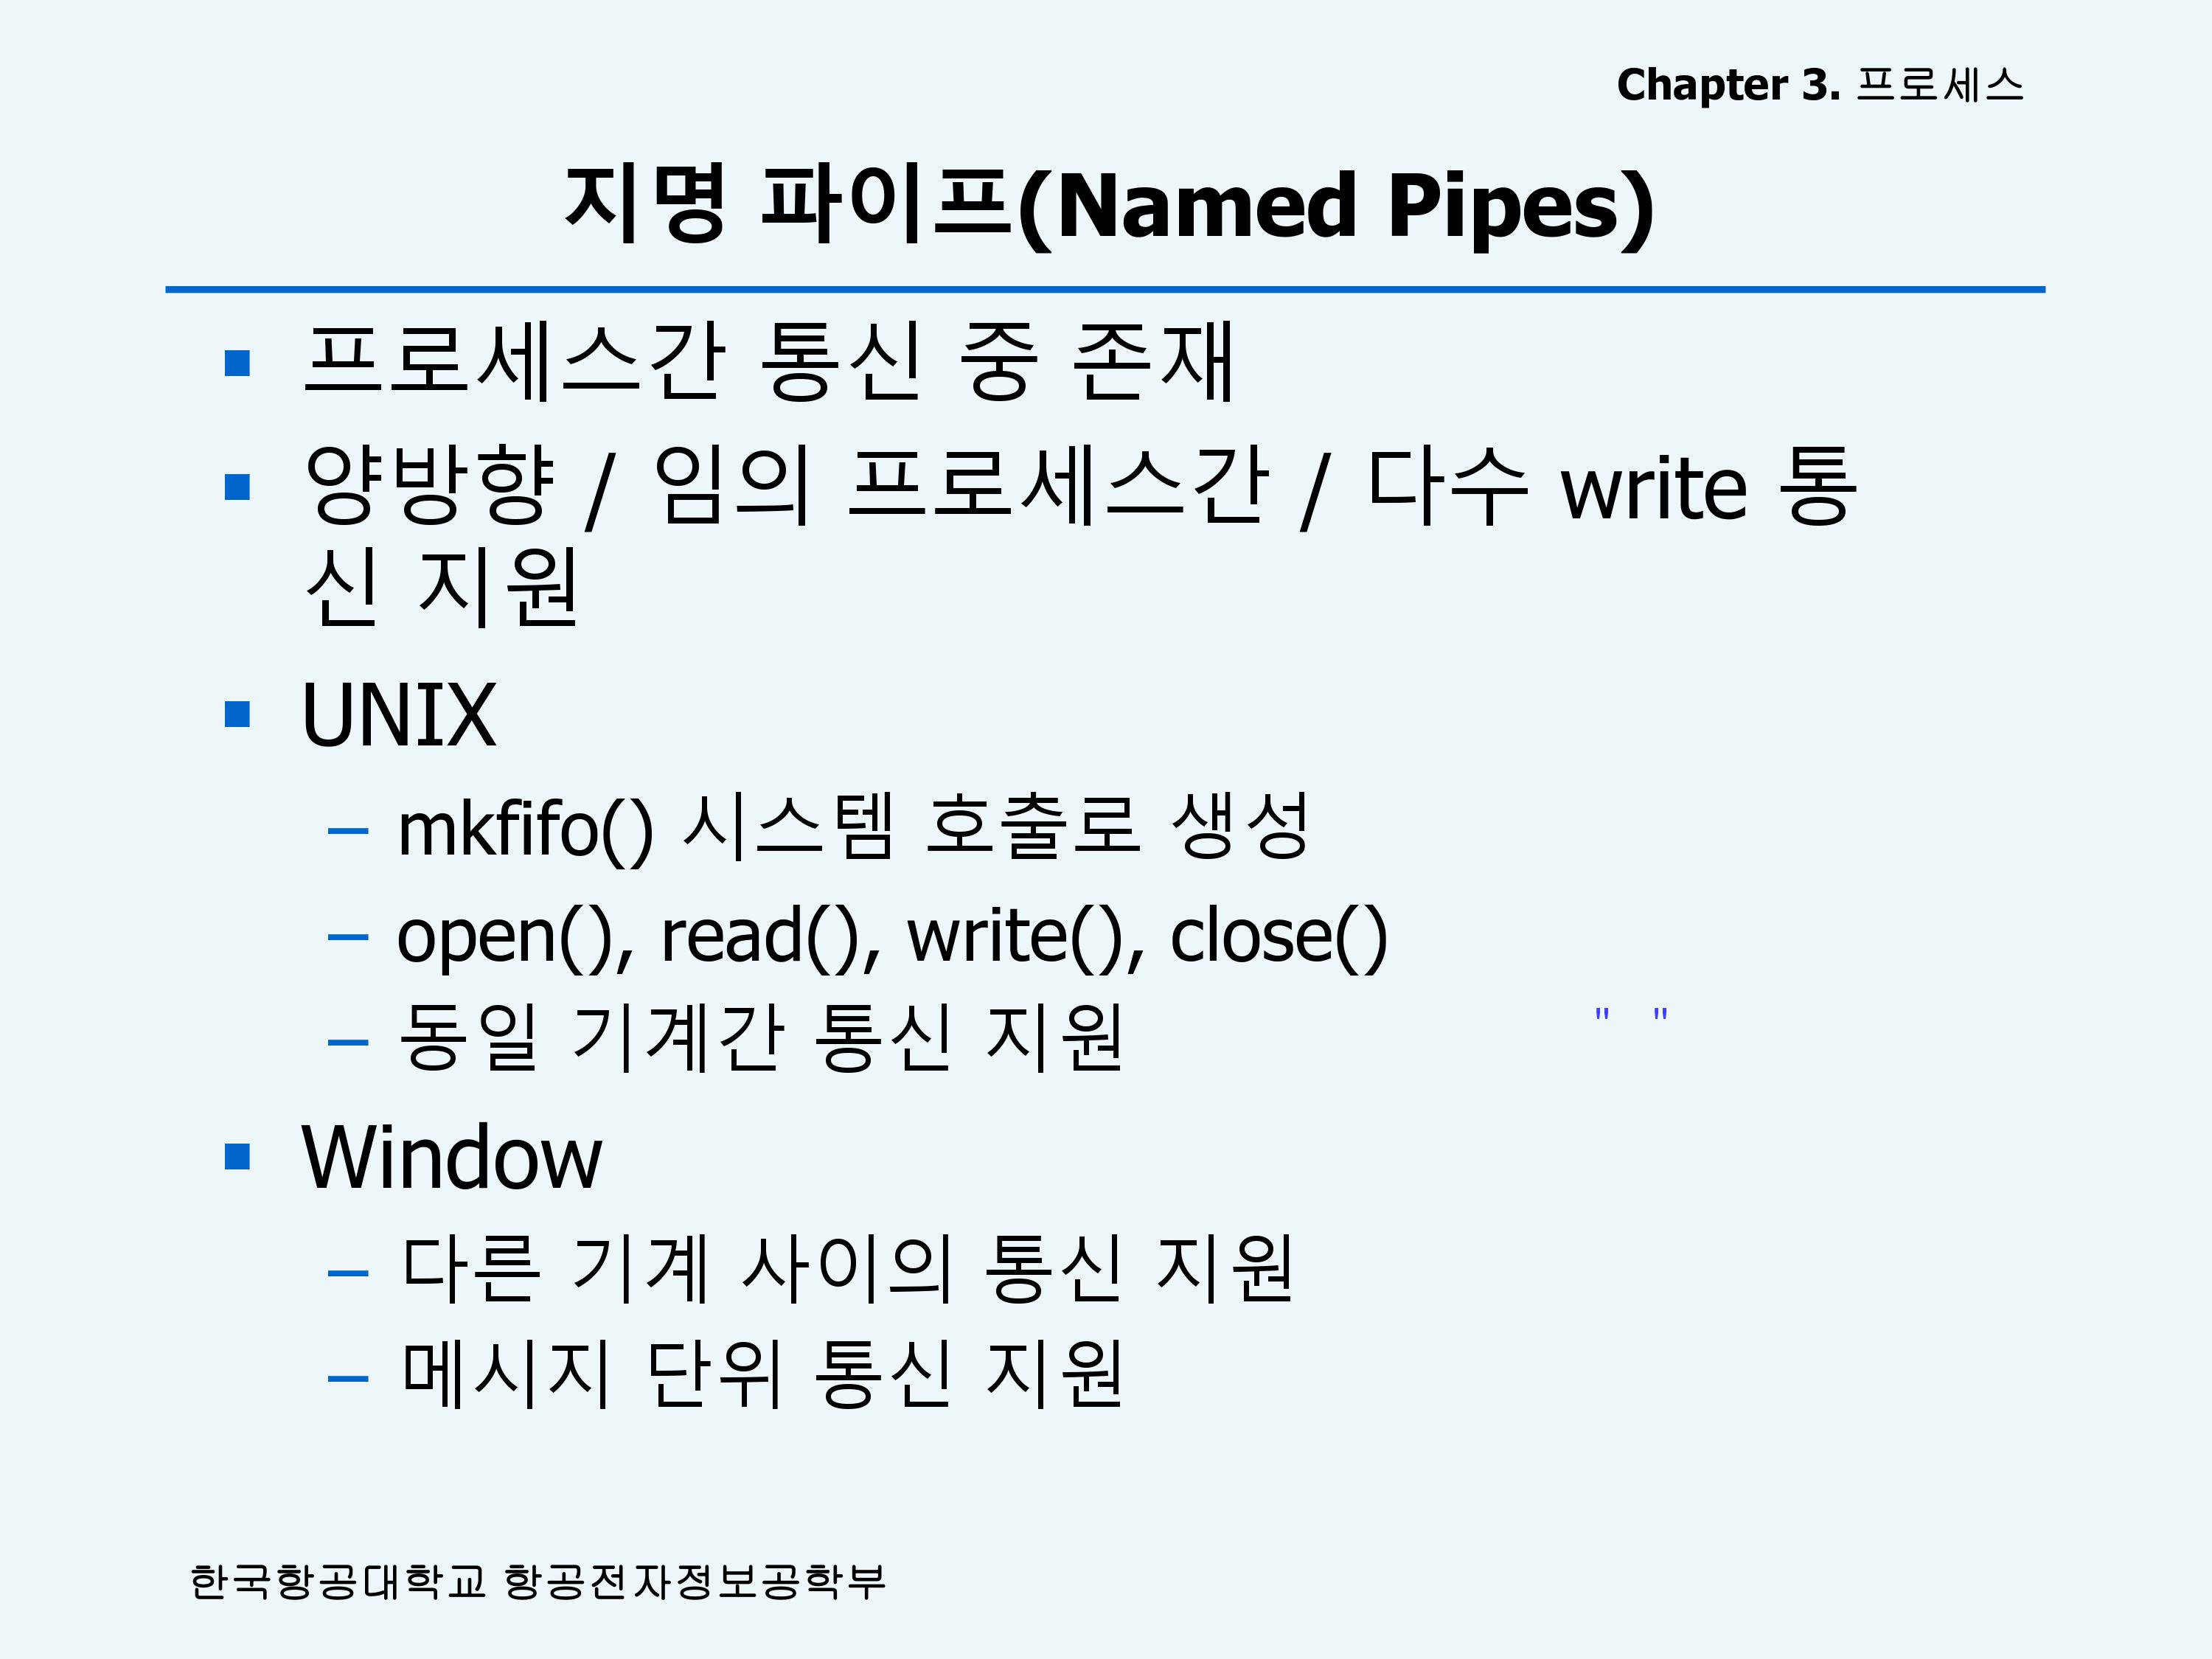 Chapter 3. 프로세스
지명 파이프(Named Pipes)
▪ 프로세스간 통신 중 존재
▪ 양방향 / 임의 프로세스간 / 다수 write 통
신 지원
▪ UNIX
– mkfifo() 시스템 호출로 생성
– open(), read(), write(), close()
– 동일 기계간 통신 지원 " "
▪ Window
– 다른 기계 사이의 통신 지원
– 메시지 단위 통신 지원
한국항공대학교 항공전자정보공학부